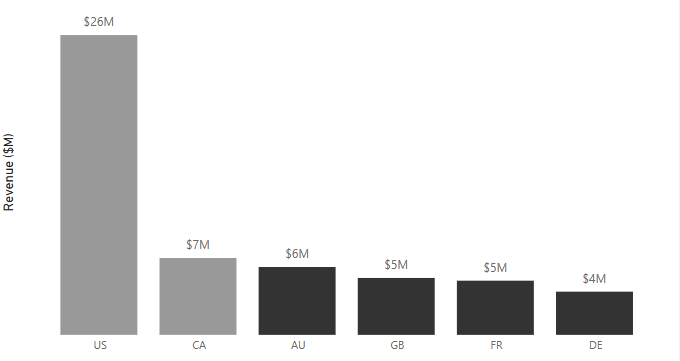 Revenue ($M)
$26M
$7M
$6M
$5M
$5M
$4M
US
CA
AU
GB
FR
DE